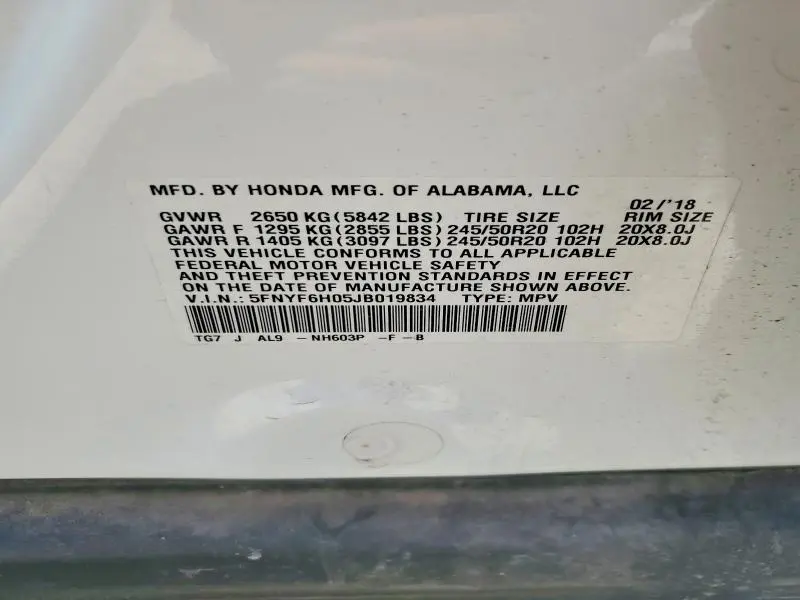 MFD. BY HONDA MFG. OF ALABAMA, LLC
02/'18
GVWR 2650 KG (5842 LBS) TIRE SIZE RIM SIZE
GAWR F 1295 KG (2855 LBS) 245/50R20 102H 20X8.0J
GAWR R 1405 KG (3097 LBS) 245/50R20 102H 20X8.0J
THIS VEHICLE CONFORMS TO ALL APPLICABLE
FEDERAL MOTOR VEHICLE SAFETY
AND THEFT PREVENTION STANDARDS IN EFFECT
ON THE DATE OF MANUFACTURE SHOWN ABOVE.
V.I.N.: 5FNYF6H05JB019834 TYPE: MPV
TG7 J AL9 -NH603P -F-B